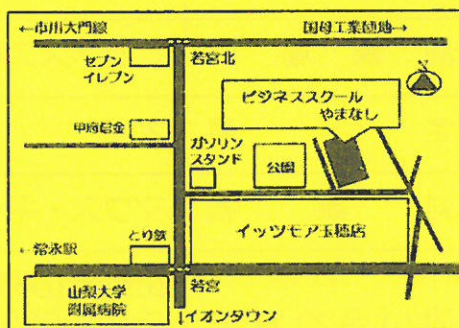 ←市川大門線
国母工業団地→
セブン
イレブン
若宮北
N
ビジネススクール
やまなし
甲府信金
ガソリン
スタンド
公園
イッツモア玉穂店
←常永駅
とり鉄
若宮
山梨大学
附属病院
↓イオンタウン